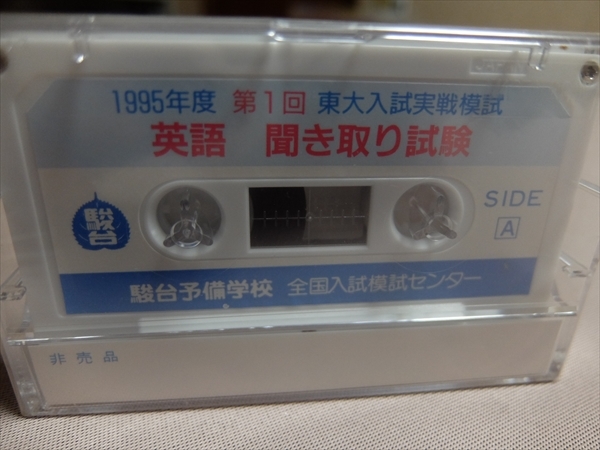 1995年度 第1回 東大入試実戦模試
英語 聞き取り試験
駿台
SIDE
A
駿台予備学校 全国入試模試センター
非売品